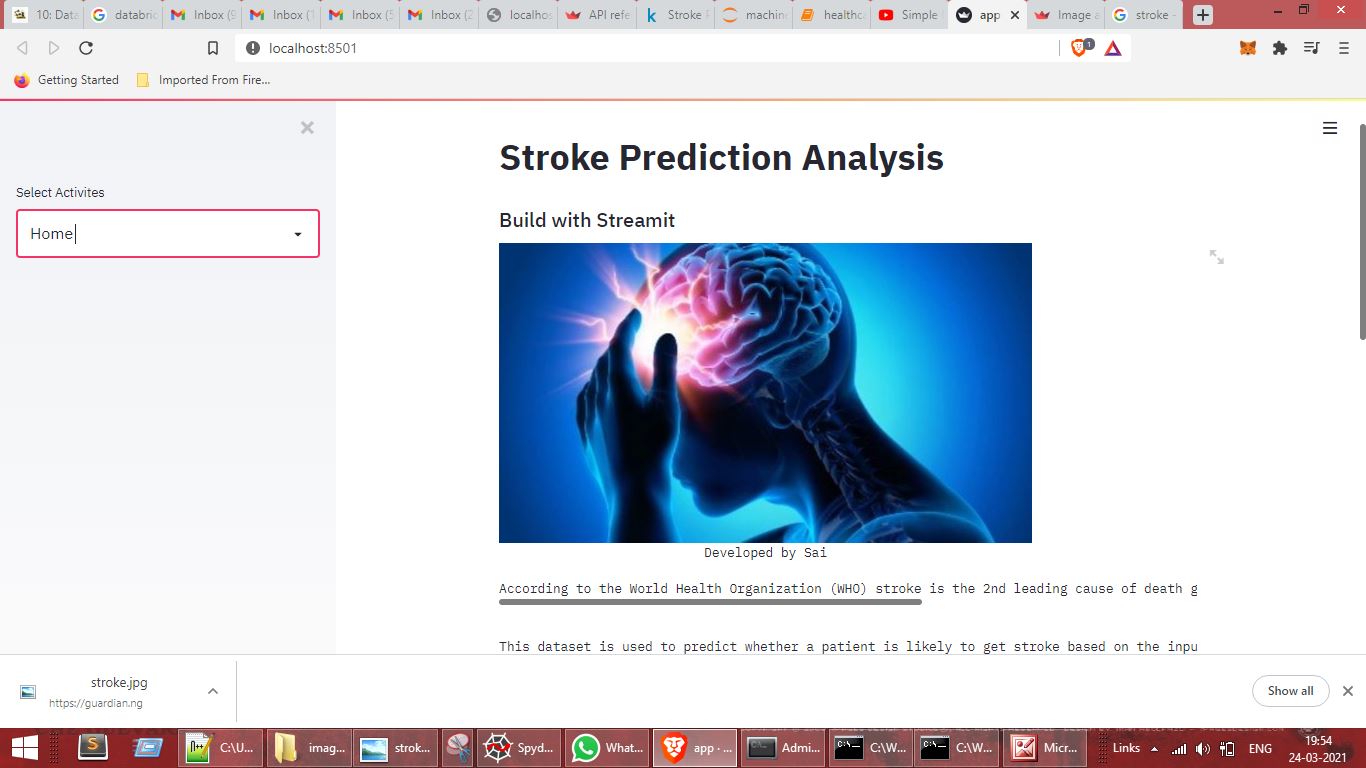 10: Data
databric
Inbox (9
Inbox (1
Inbox (5
Inbox (2
localhos
API refe
Stroke P
machine
healthca
Simple
app
Image a
stroke -
localhost:8501
1
Getting Started
Imported From Fire...
Select Activites
Home
Stroke Prediction Analysis
Build with Streamit
Developed by Sai
According to the World Health Organization (WHO) stroke is the 2nd leading cause of death g
This dataset is used to predict whether a patient is likely to get stroke based on the inpu
stroke.jpg
https://guardian.ng
Show all
C:\U...
imag...
strok...
Spyd...
What...
app - ...
Admi...
C:\W...
C:\W...
Micr...
Links
ENG
19:54
24-03-2021